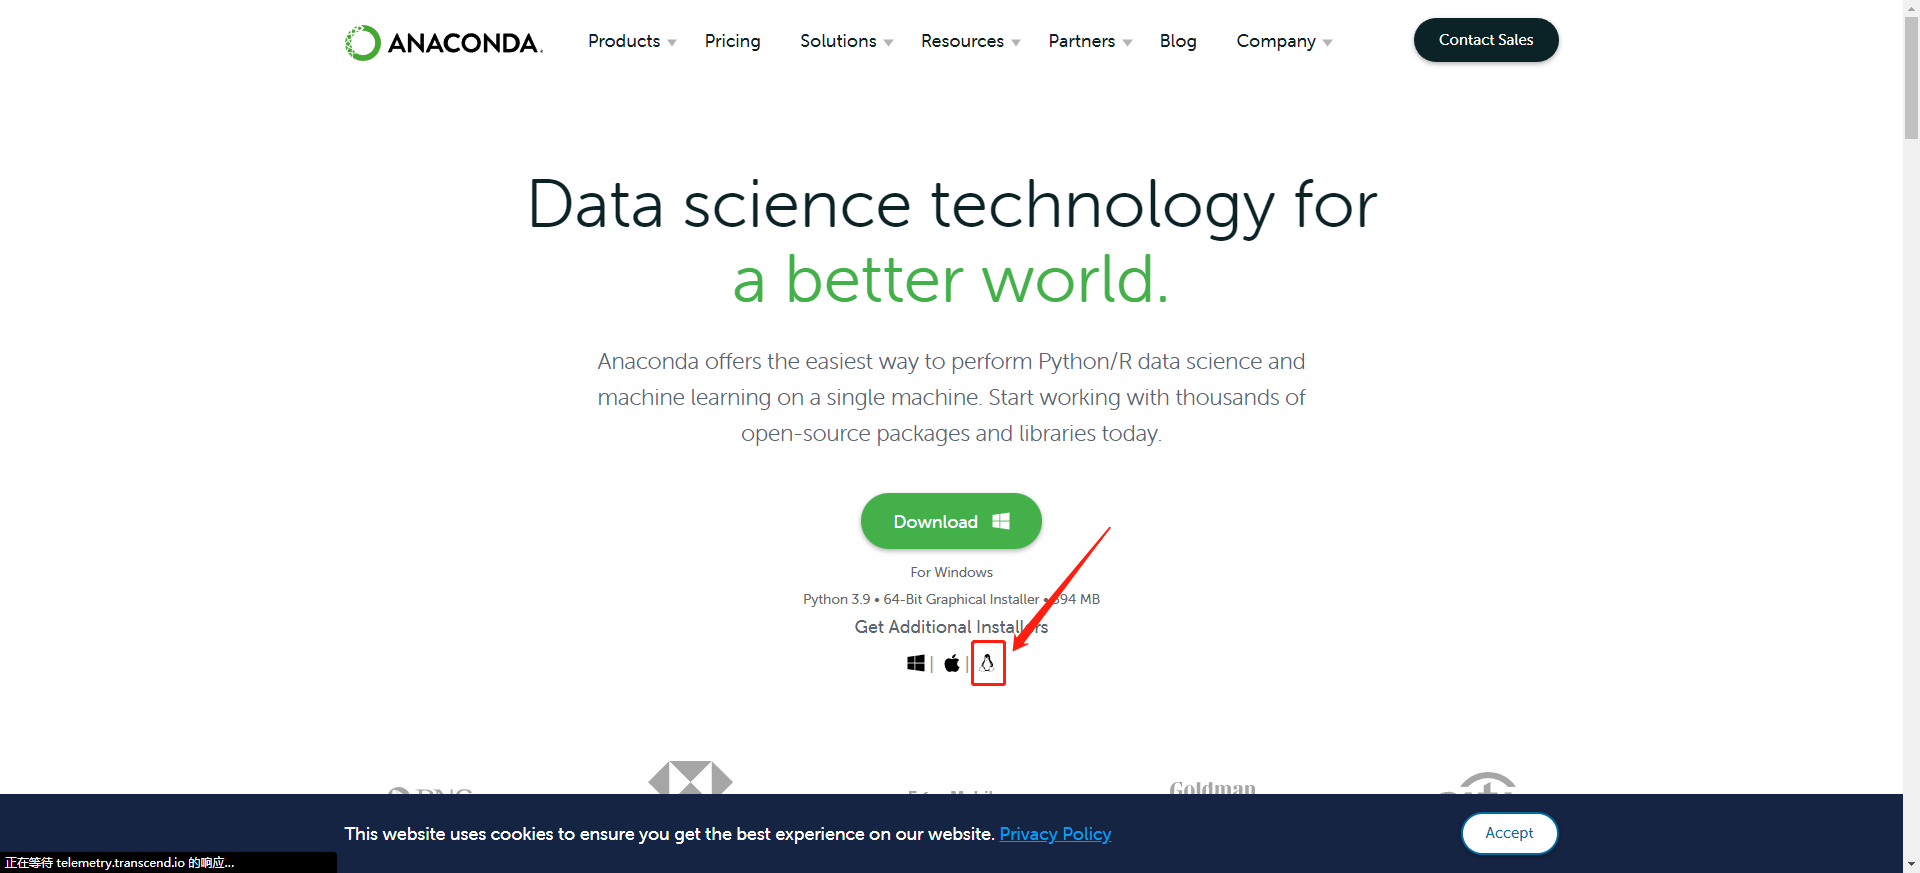 ANACONDA.
Products
Pricing
Solutions
Resources
Partners
Blog
Company
Contact Sales
Data science technology for
a better world.
Anaconda offers the easiest way to perform Python/R data science and
machine learning on a single machine. Start working with thousands of
open-source packages and libraries today.
Download
For Windows
Python 3.9 • 64-Bit Graphical Installer • 594 MB
Get Additional Installers
Goldman
This website uses cookies to ensure you get the best experience on our website. Privacy Policy
Accept
正在等待 telemetry.transcend.io 的响应...